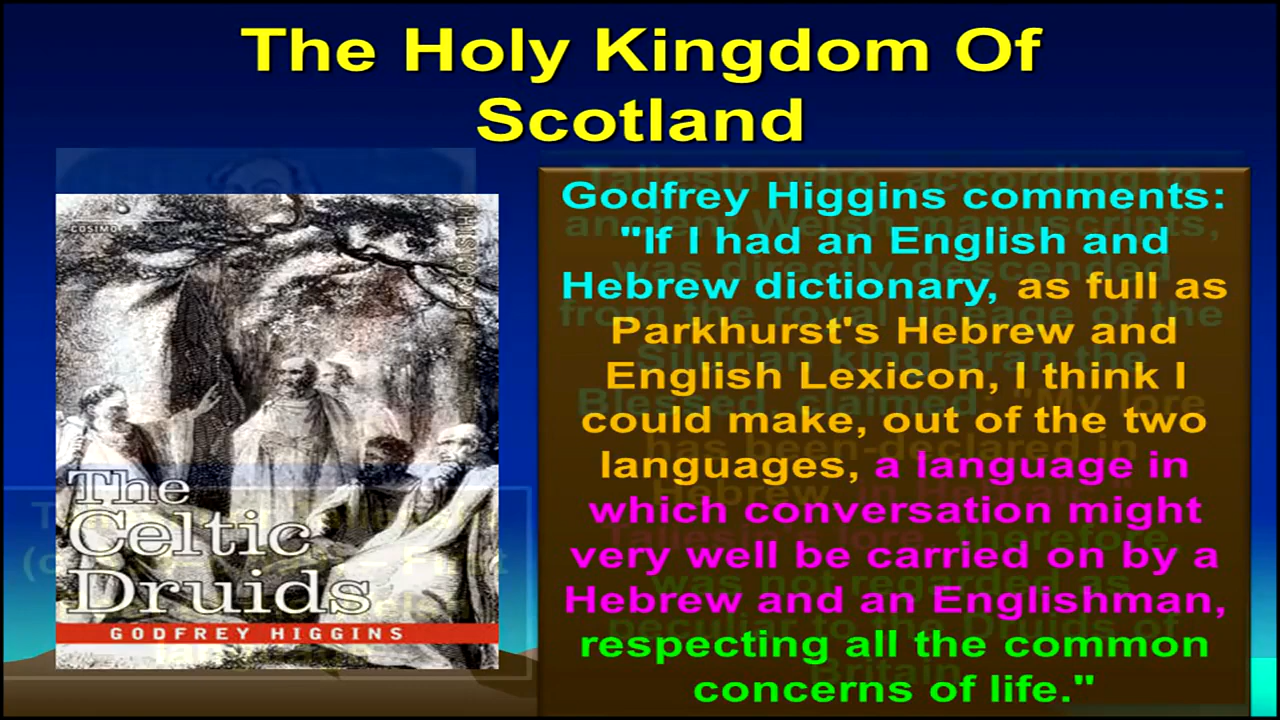 The Holy Kingdom Of
Scotland
COSIMO
The
Celtic
Druids
GODFREY HIGGINS
Godfrey Higgins comments:
"If I had an English and
Hebrew dictionary, as full as
Parkhurst's Hebrew and
English Lexicon, I think I
could make, out of the two
languages, a language in
which conversation might
very well be carried on by a
Hebrew and an Englishman,
respecting all the common
concerns of life."